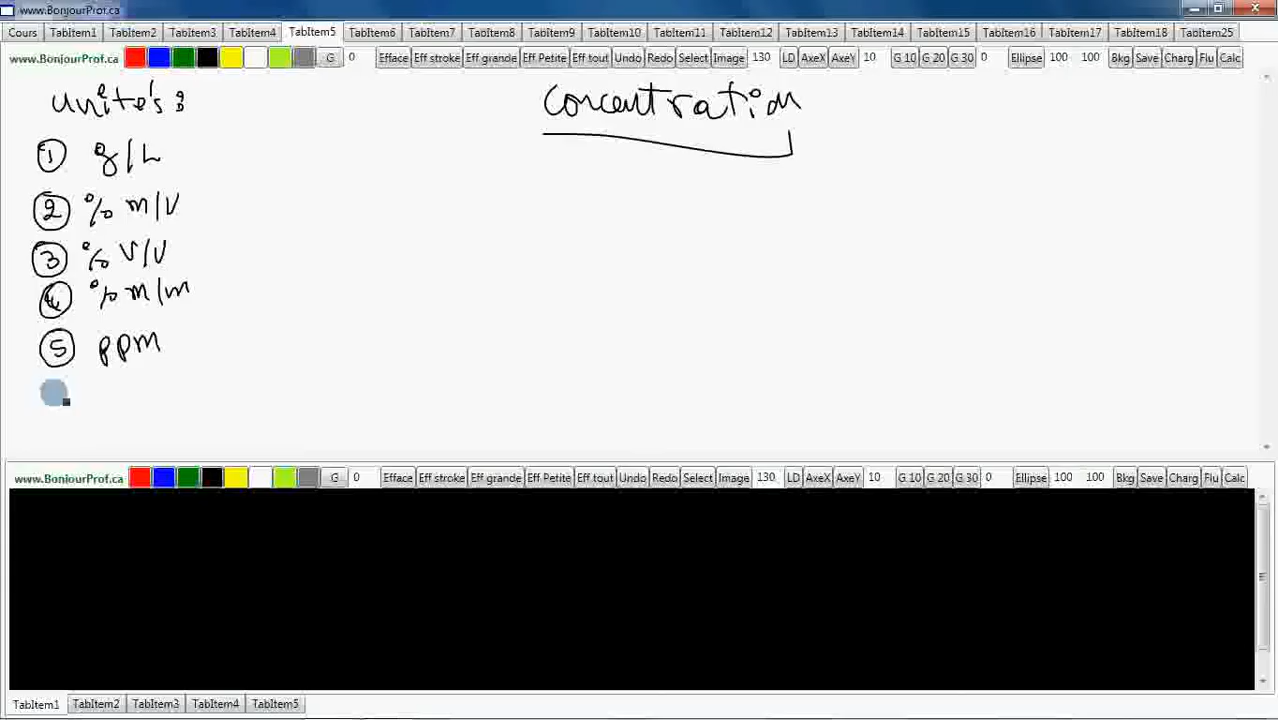 www.BonjourProf.ca
Cours TabItem1 TabItem2 TabItem3 TabItem4 TabItem5 TabItem6 TabItem7 TabItem8 TabItem9 TabItem10 TabItem11 TabItem12 TabItem13 TabItem14 TabItem15 TabItem16 TabItem17 TabItem18 TabItem25
www.BonjourProf.ca G 0 Efface Eff stroke Eff grande Eff Petite Eff tout Undo Redo Select Image 130 LD AxeX AxeY 10 G 10 G 20 G 30 0 Ellipse 100 100 Bkg Save Charg Flu Calc
Unités : Concentration
① g/L
② % m/V
③ % V/V
④ % m/m
⑤ ppm
www.BonjourProf.ca G 0 Efface Eff stroke Eff grande Eff Petite Eff tout Undo Redo Select Image 130 LD AxeX AxeY 10 G 10 G 20 G 30 0 Ellipse 100 100 Bkg Save Charg Flu Calc
TabItem1 TabItem2 TabItem3 TabItem4 TabItem5